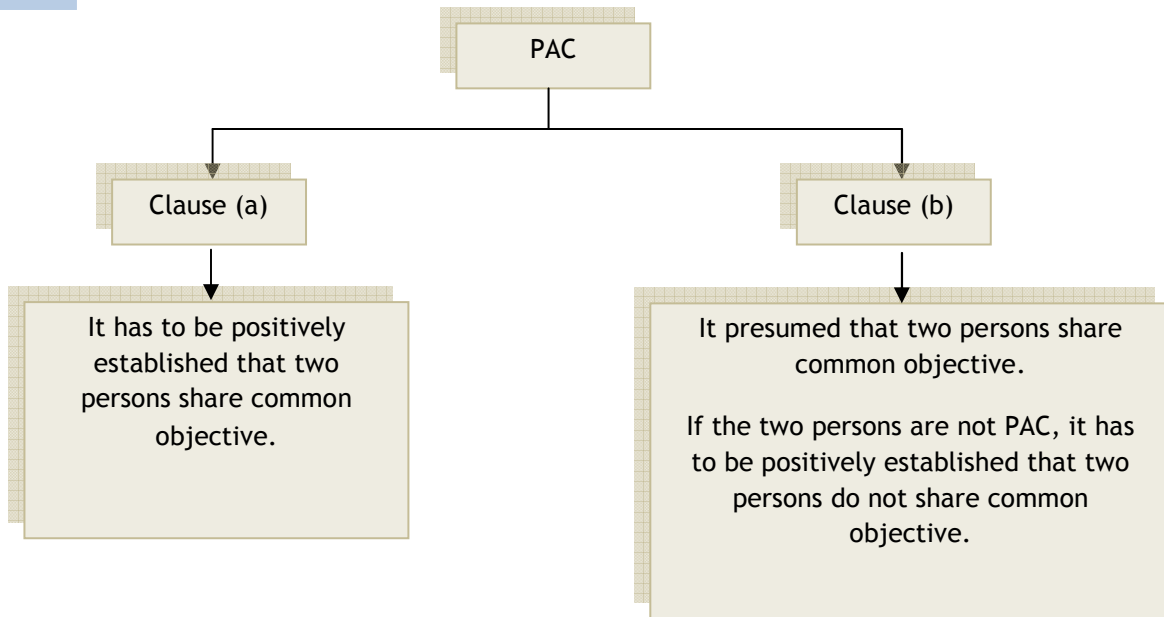 PAC
Clause (a)
Clause (b)
It has to be positively
established that two
persons share common
objective.
It presumed that two persons share
common objective.
If the two persons are not PAC, it has
to be positively established that two
persons do not share common
objective.